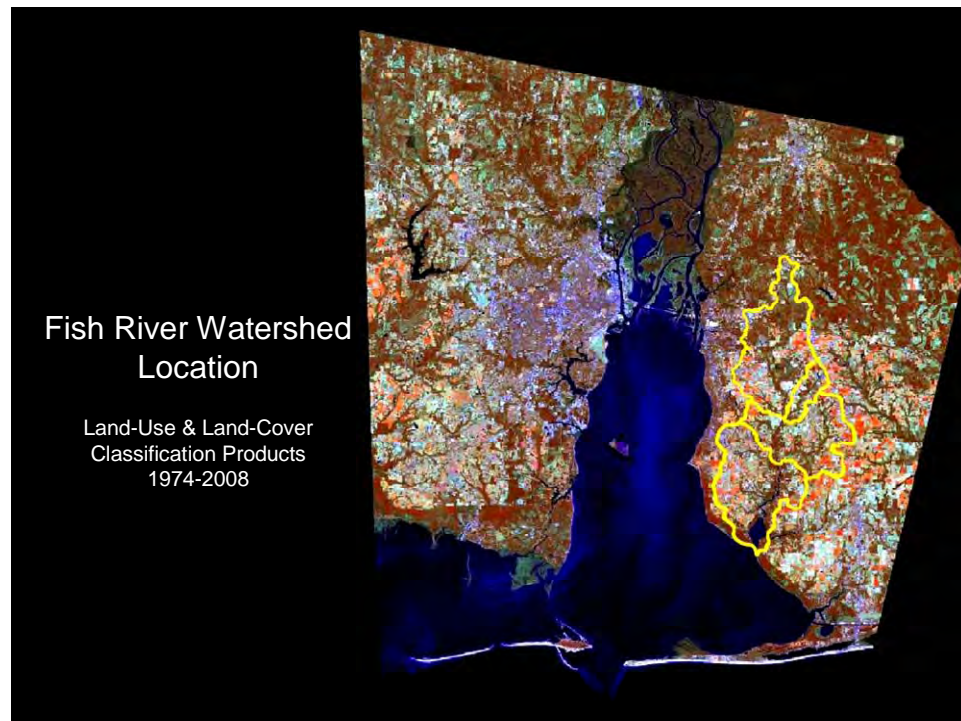 Fish River Watershed
Location
Land-Use & Land-Cover
Classification Products
1974-2008